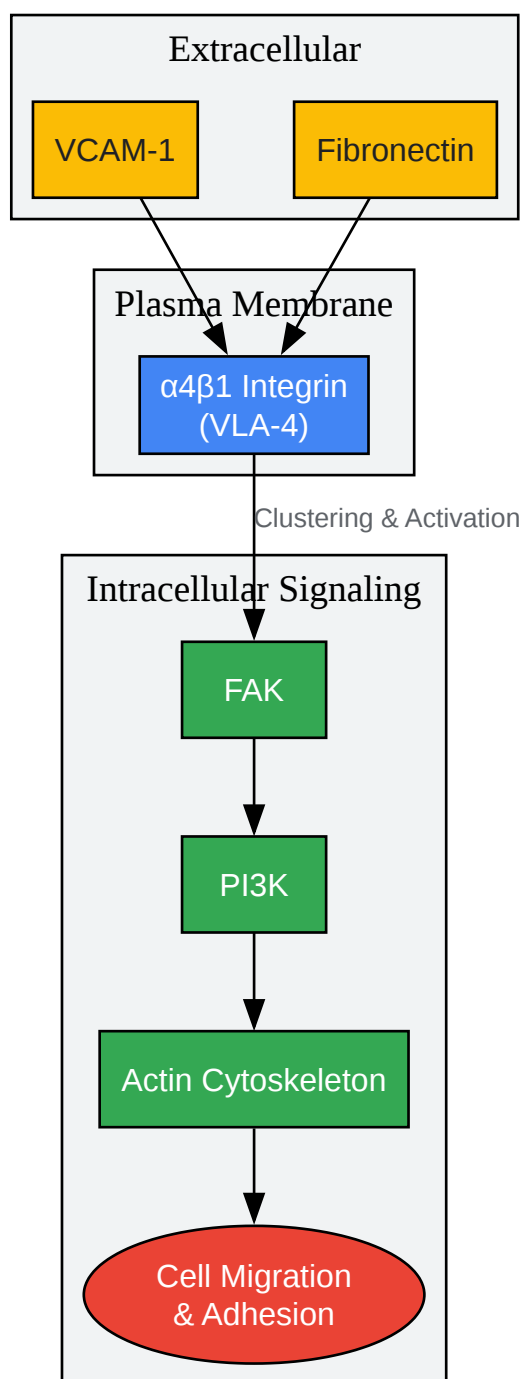 Extracellular
VCAM-1
Fibronectin
Plasma Membrane
α4β1 Integrin
(VLA-4)
Clustering & Activation
Intracellular Signaling
FAK
PI3K
Actin Cytoskeleton
Cell Migration
& Adhesion